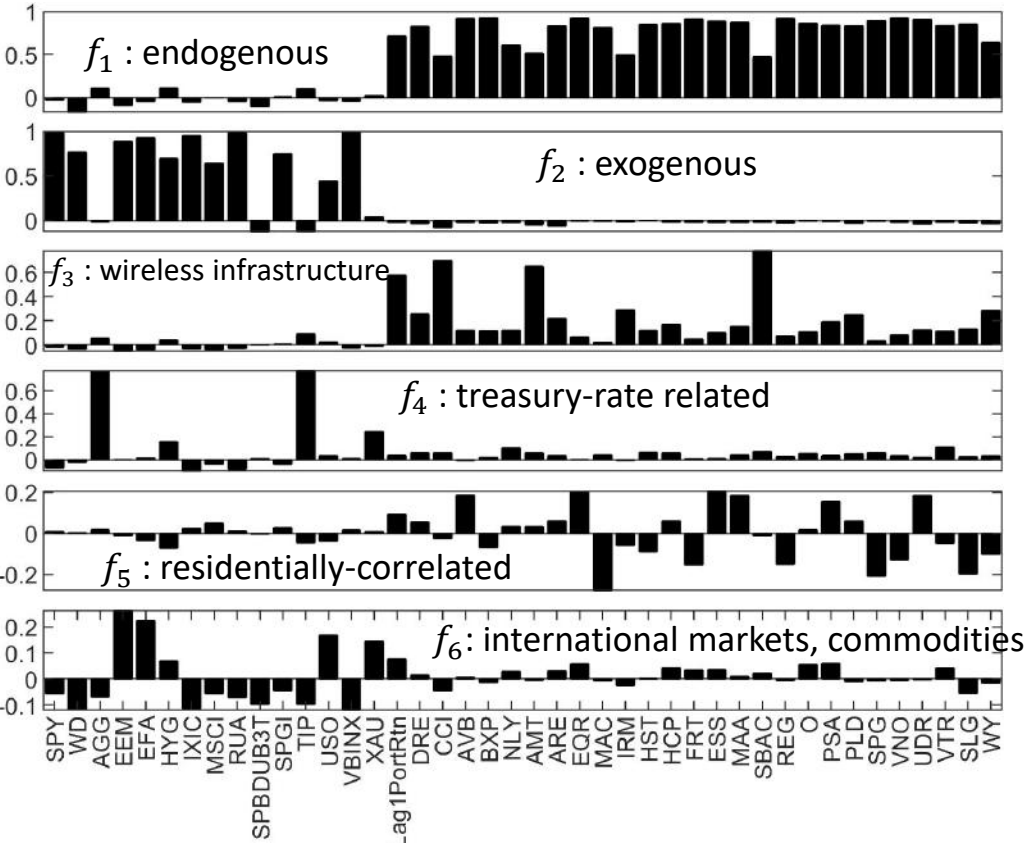 1
0.5
0
f₁ : endogenous
1
0.5
0
f₂ : exogenous
0.6
0.4
0.2
0
f₃ : wireless infrastructure
0.6
0.4
0.2
0
f₄ : treasury-rate related
0.2
0
-0.2
f₅ : residentially-correlated
0.2
0.1
0
-0.1
f₆: international markets, commodities
SPY
WD
AGG
EEM
EFA
HYG
IXIC
MSCI
RUA
SPBDUB3T
SPGI
TIP
USO
VBINX
XAU
_ag1PortRtn
DRE
CCI
AVB
BXP
NLY
AMT
ARE
EQR
MAC
IRM
HST
HCP
FRT
ESS
MAA
SBAC
REG
O
PSA
PLD
SPG
VNO
UDR
VTR
SLG
WY